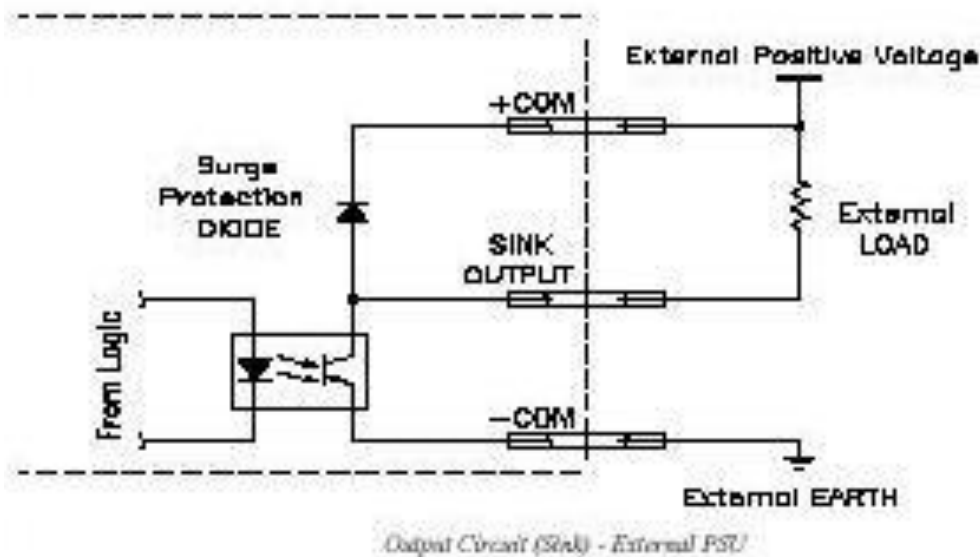 External Positive Voltage
+COM
Surge
Protection
DIODE
External
LOAD
SINK
OUTPUT
From Logic
-COM
External EARTH
Output Circuit (Sink) - External PSU